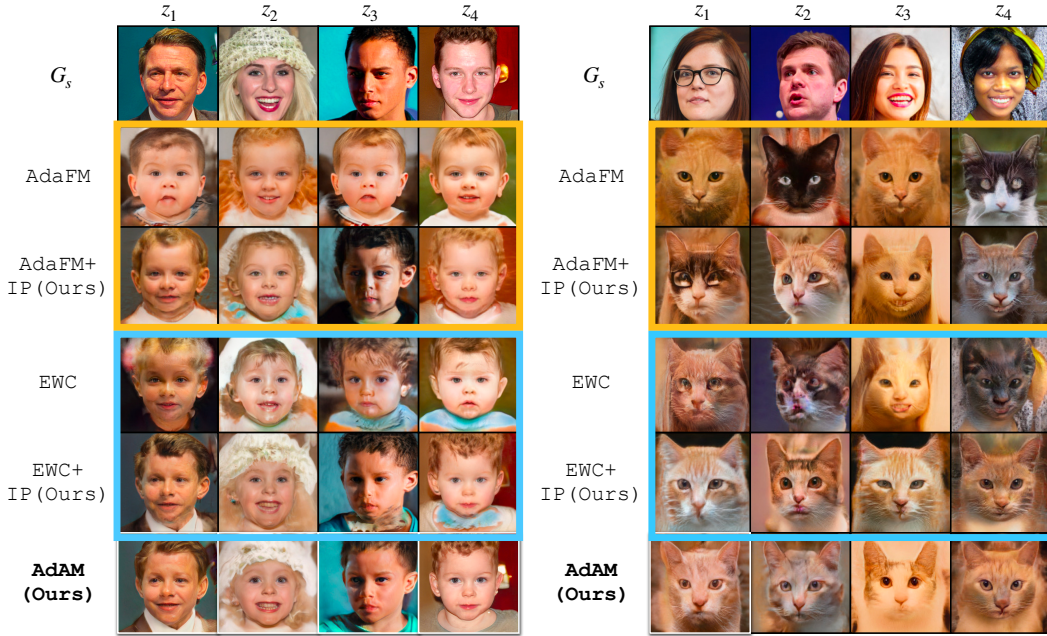 z1 z2 z3 z4
Gs
AdaFM
AdaFM+
IP(Ours)
EWC
EWC+
IP(Ours)
AdAM
(Ours)
z1 z2 z3 z4
Gs
AdaFM
AdaFM+
IP(Ours)
EWC
EWC+
IP(Ours)
AdAM
(Ours)